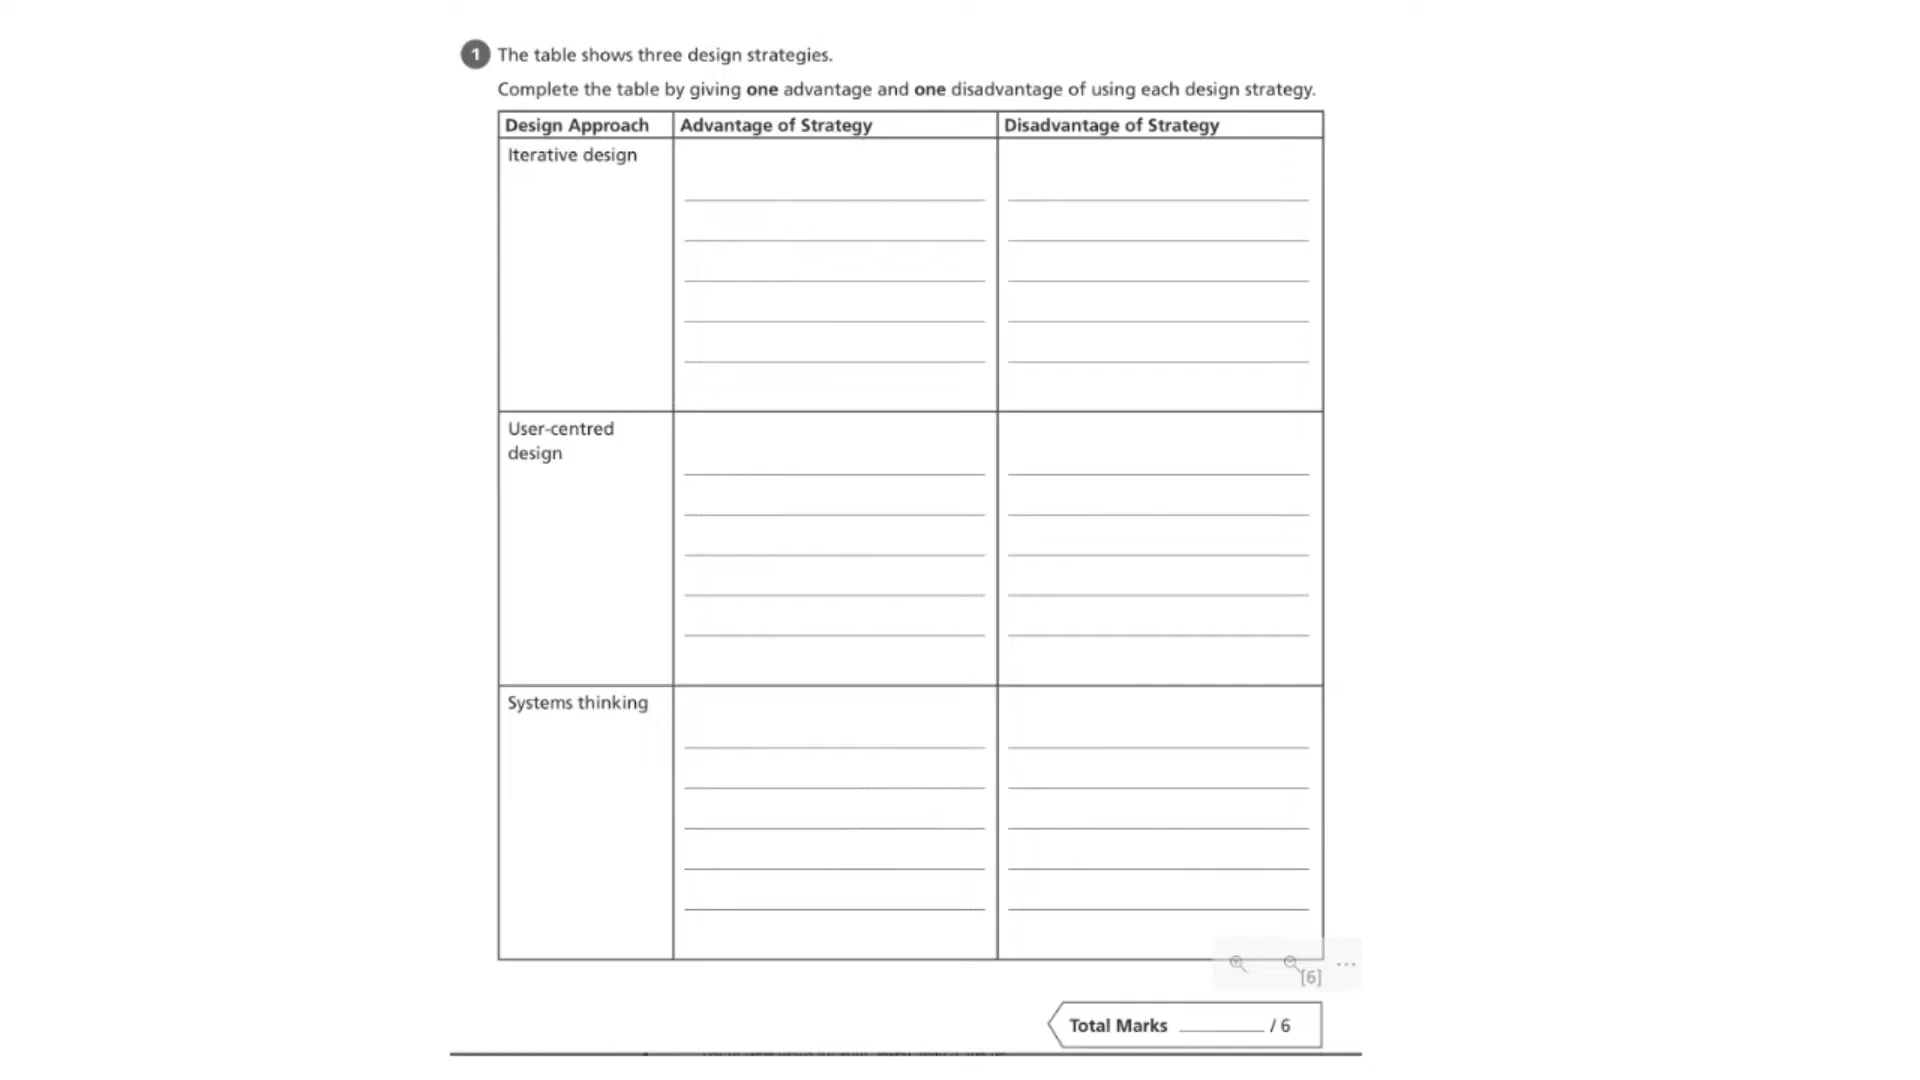 1 The table shows three design strategies.
Complete the table by giving one advantage and one disadvantage of using each design strategy.
Design Approach Advantage of Strategy Disadvantage of Strategy
Iterative design
User-centred
design
Systems thinking
[6]
Total Marks ________ / 6